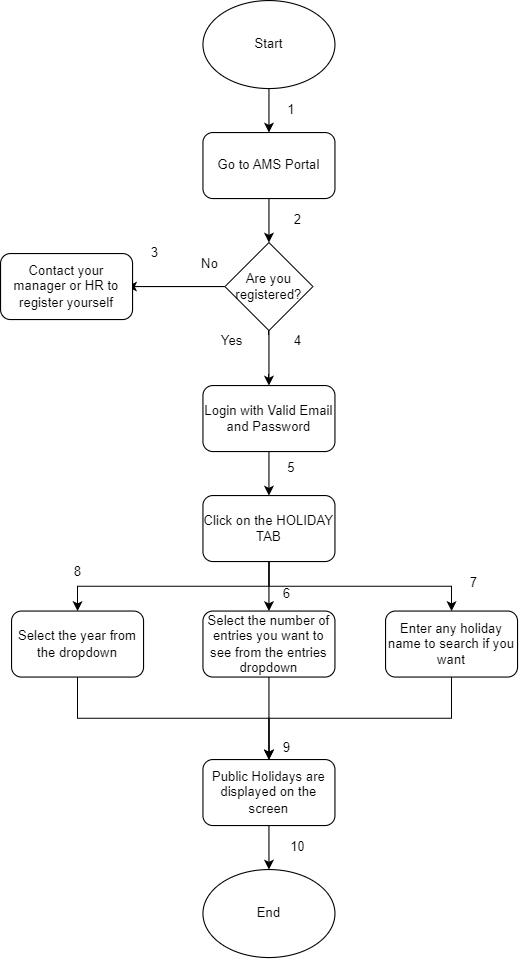 Start
1
Go to AMS Portal
2
3
No
Contact your
manager or HR to
register yourself
Are you
registered?
Yes
4
Login with Valid Email
and Password
5
Click on the HOLIDAY
TAB
8
6
7
Select the year from
the dropdown
Select the number of
entries you want to
see from the entries
dropdown
Enter any holiday
name to search if you
want
9
Public Holidays are
displayed on the
screen
10
End